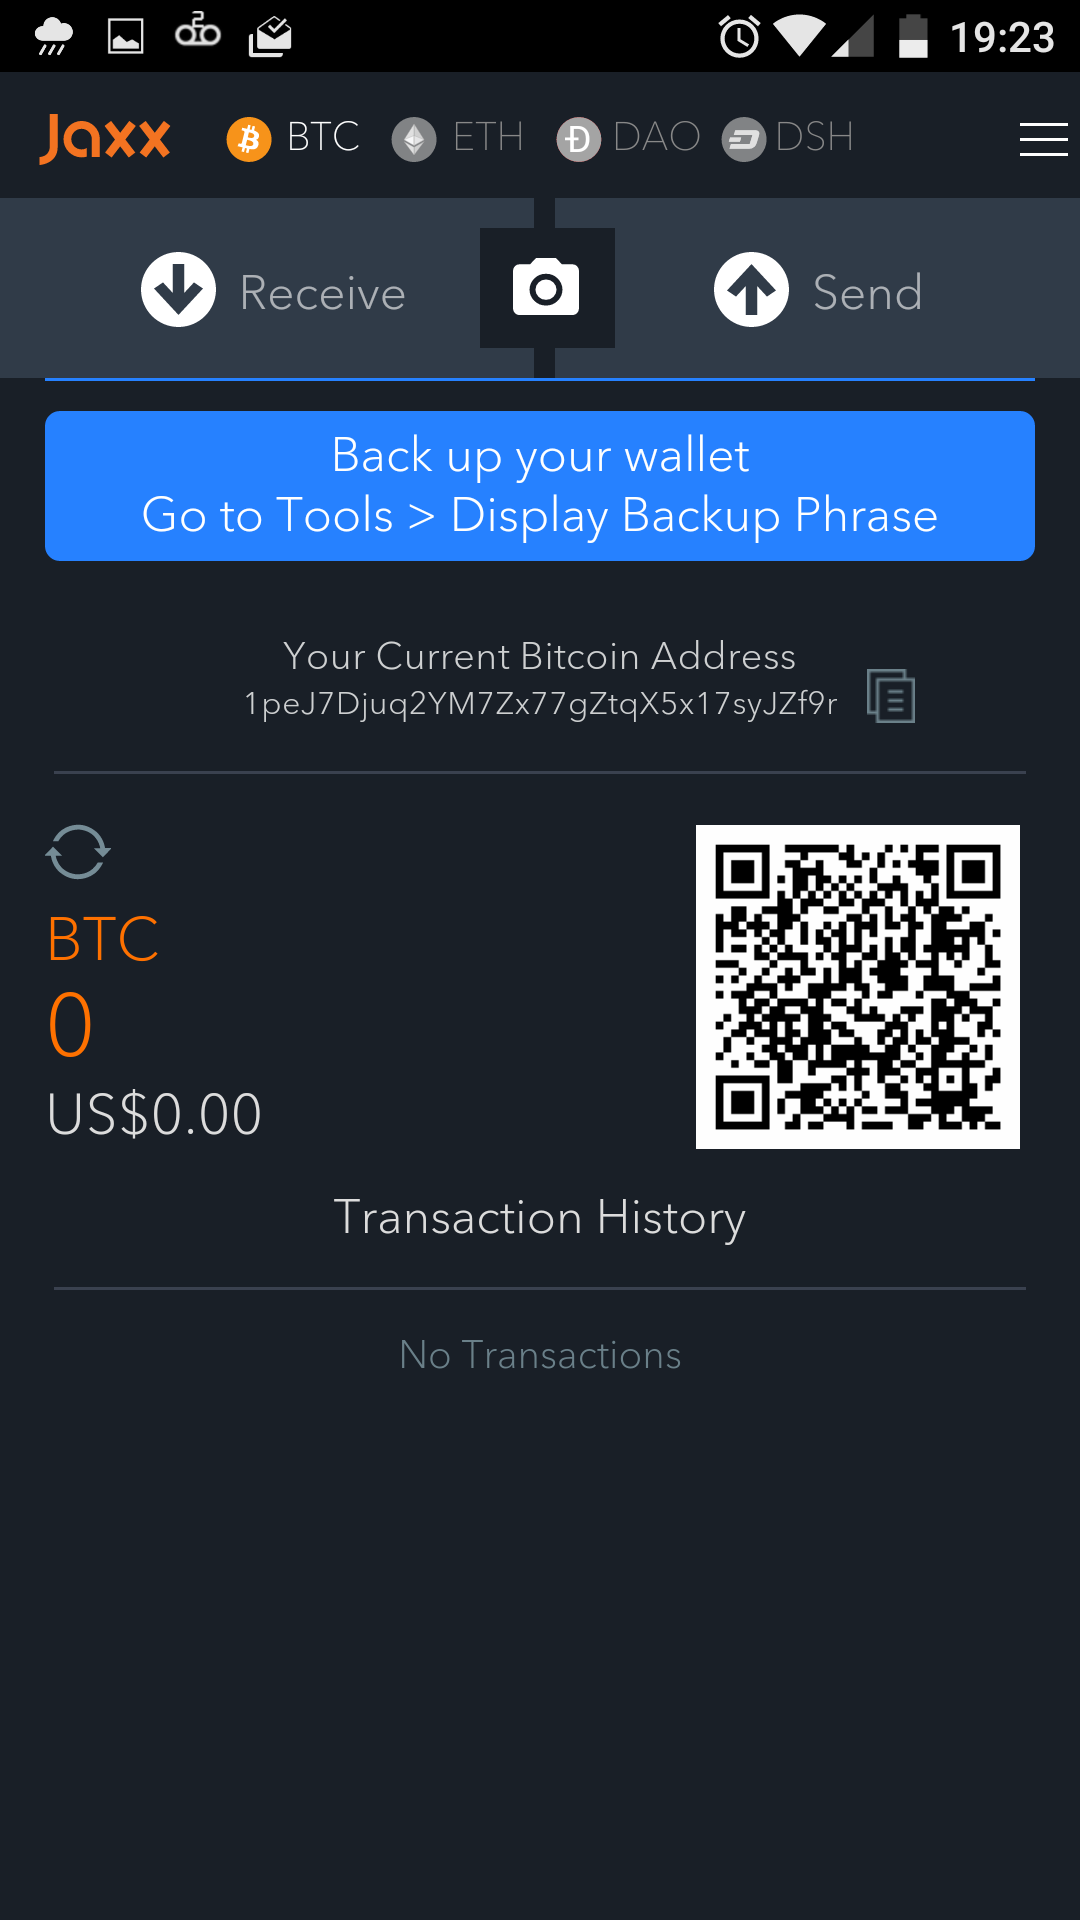 19:23
Jaxx BTC ETH DAO DSH
Receive Send
Back up your wallet
Go to Tools > Display Backup Phrase
Your Current Bitcoin Address
1peJ7Djuq2YM7Zx77gZtqX5x17syJZf9r
BTC
0
US$0.00
Transaction History
No Transactions